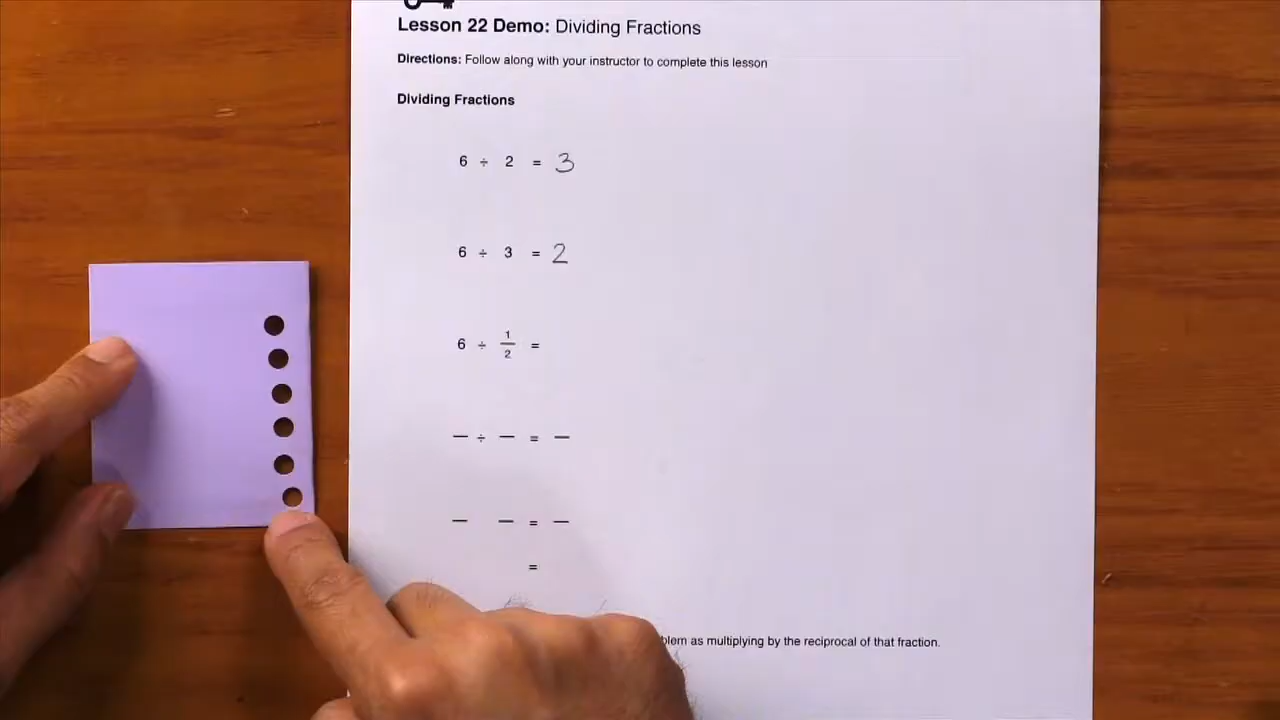 Lesson 22 Demo: Dividing Fractions
Directions: Follow along with your instructor to complete this lesson
Dividing Fractions
6 ÷ 2 = 3
6 ÷ 3 = 2
6 ÷ 1/2 =
— ÷ — = —
— — = —
=
as multiplying by the reciprocal of that fraction.